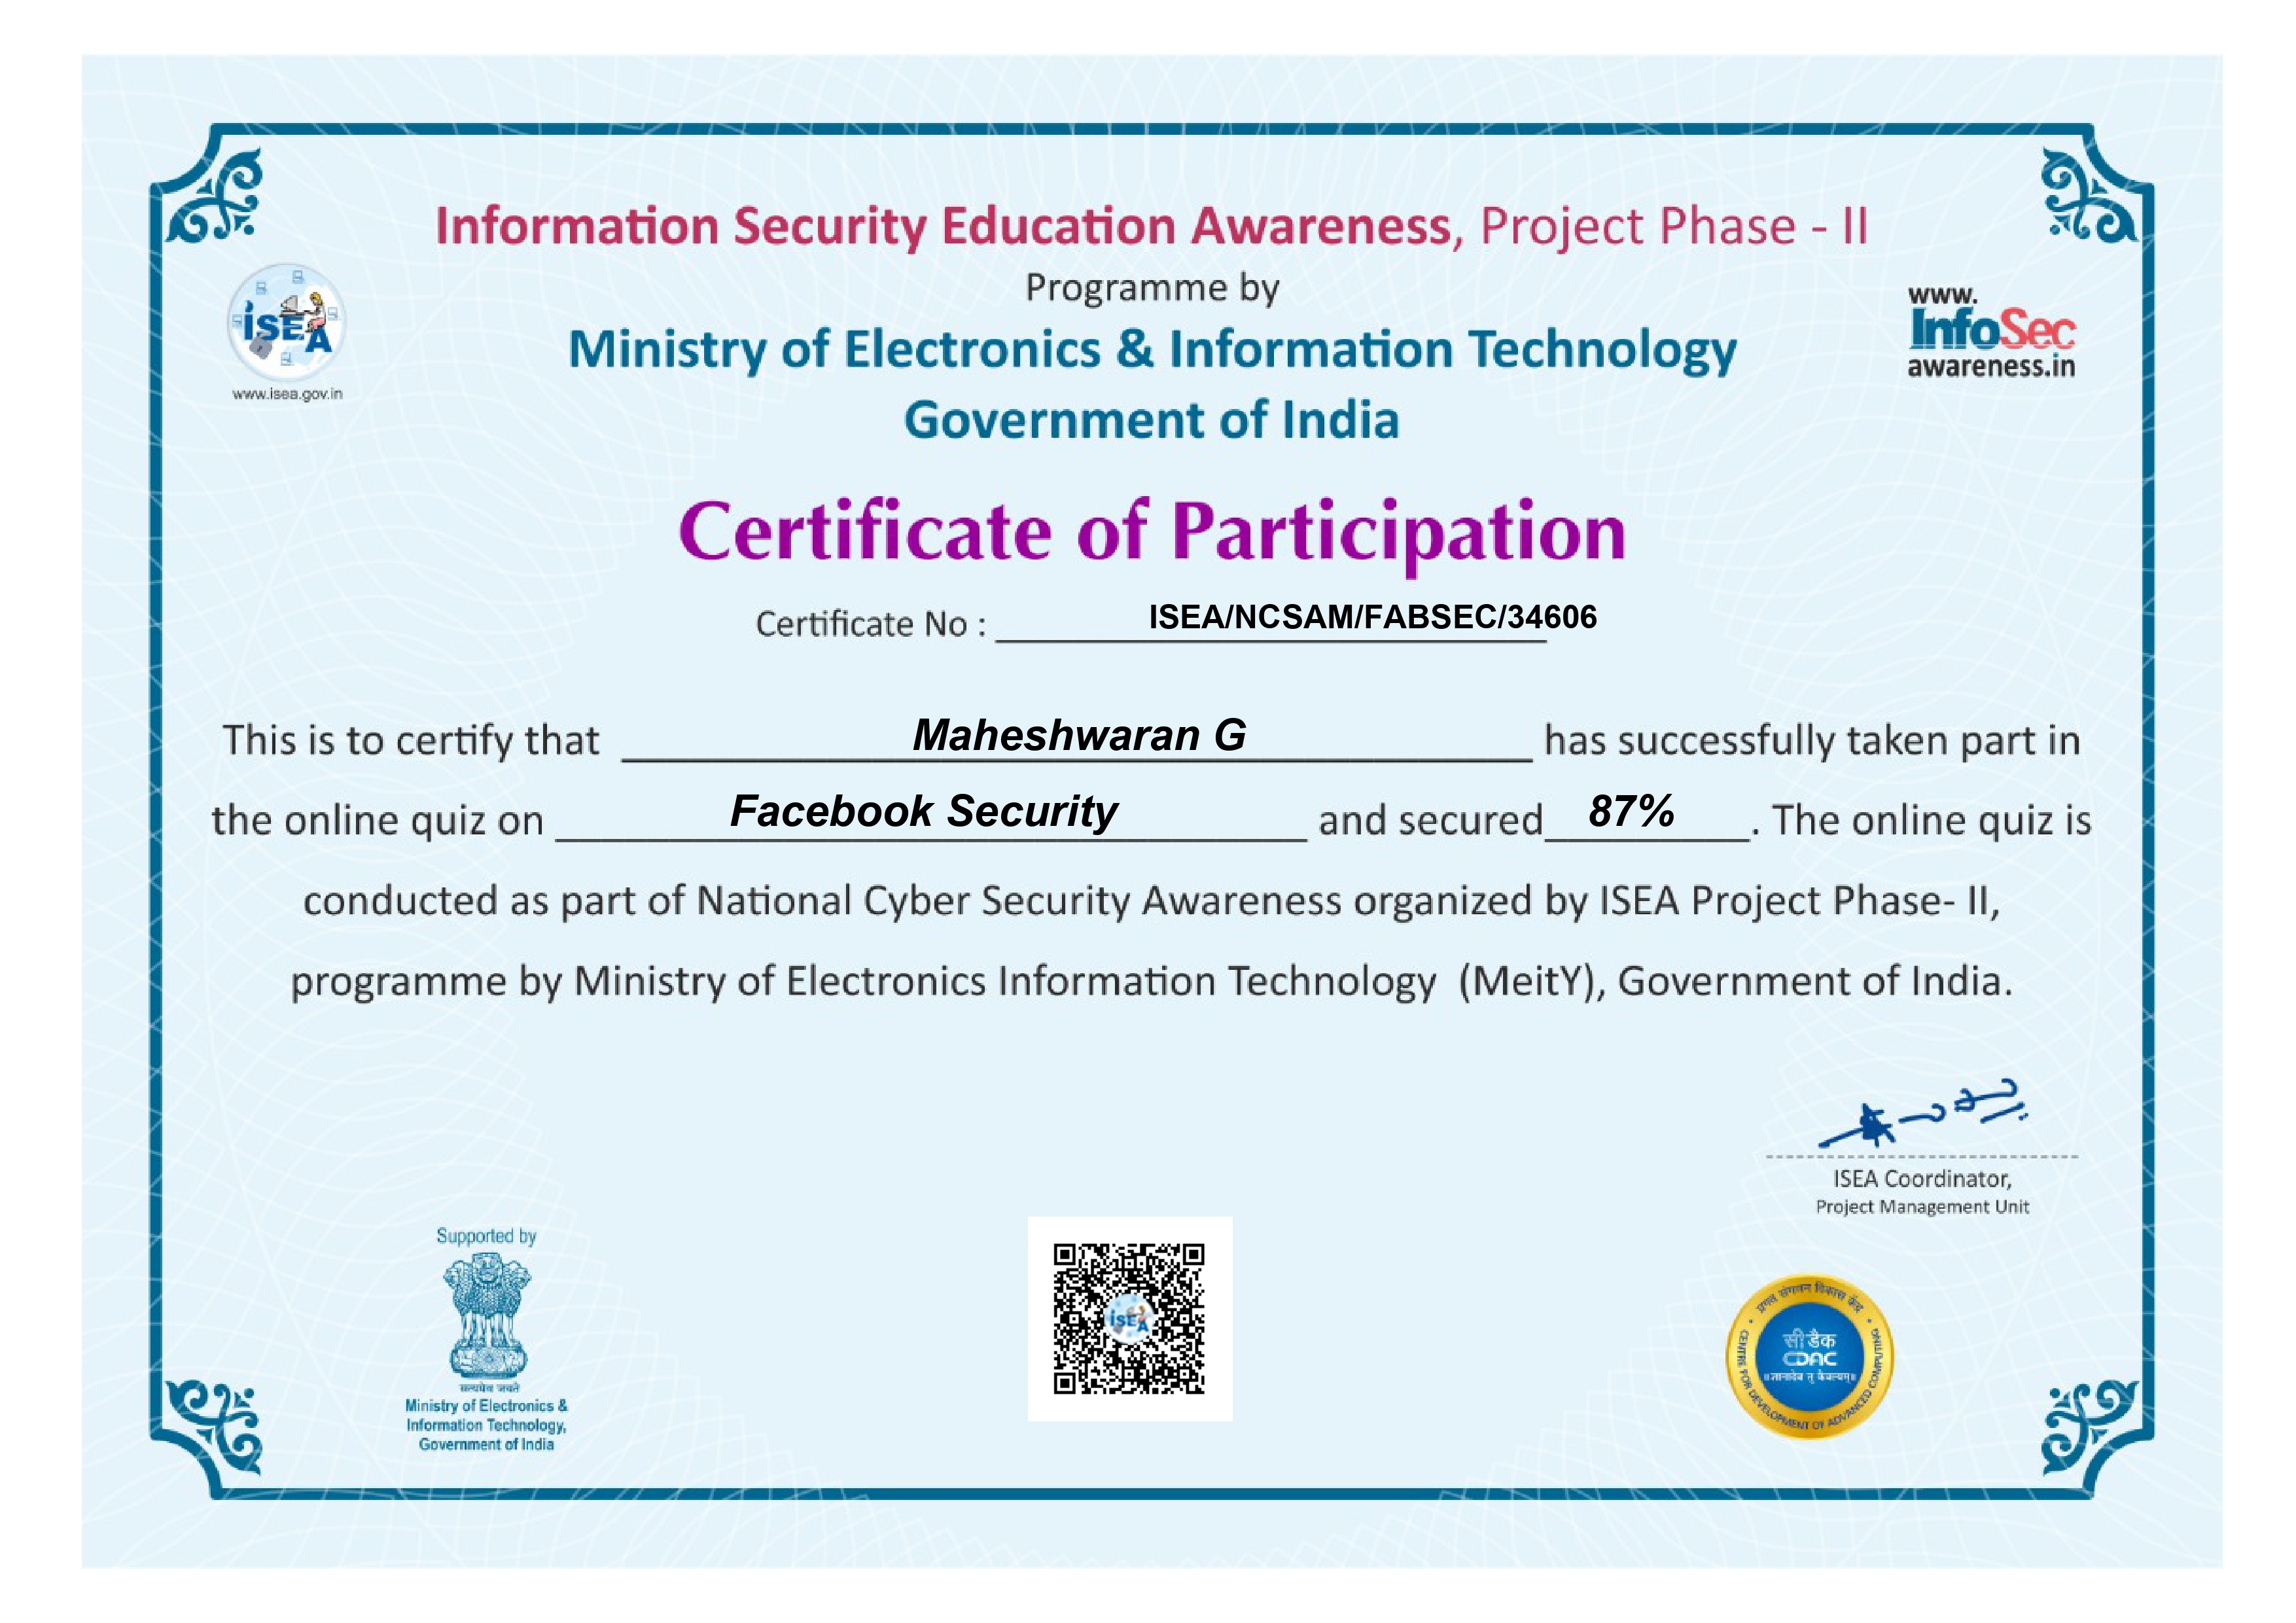 Information Security Education Awareness, Project Phase - II
Programme by
Ministry of Electronics & Information Technology
Government of India
iSEA
www.isea.gov.in
www.
InfoSec
awareness.in
Certificate of Participation
Certificate No : ISEA/NCSAM/FABSEC/34606
This is to certify that Maheshwaran G has successfully taken part in
the online quiz on Facebook Security and secured 87%. The online quiz is
conducted as part of National Cyber Security Awareness organized by ISEA Project Phase- II,
programme by Ministry of Electronics Information Technology (MeitY), Government of India.
ISEA Coordinator,
Project Management Unit
Supported by
सत्यमेव जयते
Ministry of Electronics &
Information Technology,
Government of India
iSEA
प्रगत संगणन विकास केंद्र
सी डैक
CDAC
॥ज्ञानादेव तु कैवल्यम्॥
CENTRE FOR DEVELOPMENT OF ADVANCED COMPUTING